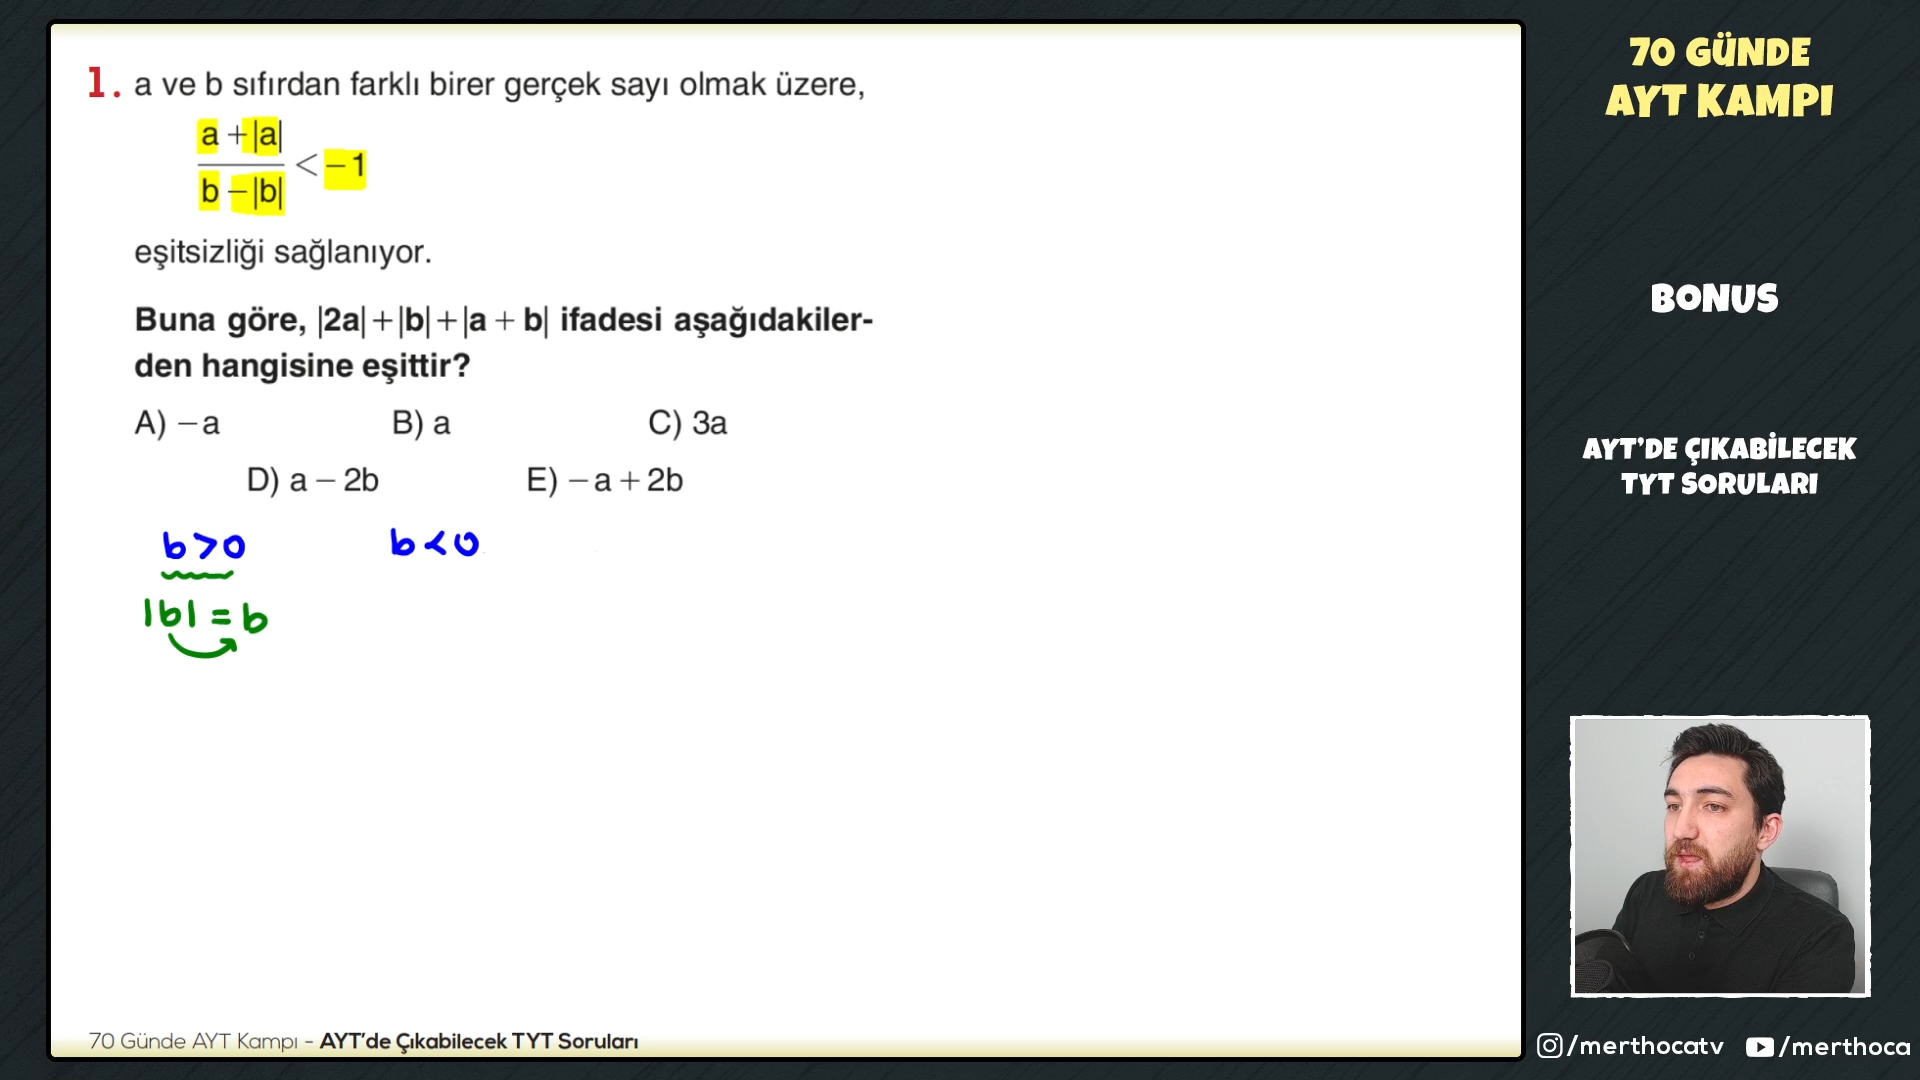 1. a ve b sıfırdan farklı birer gerçek sayı olmak üzere,
a + |a|
b − |b|
< −1
eşitsizliği sağlanıyor.
Buna göre, |2a| + |b| + |a + b| ifadesi aşağıdakiler-
den hangisine eşittir?
A) −a B) a C) 3a
D) a − 2b E) −a + 2b
b > 0 b < 0
|b| = b
70 Günde AYT Kampı - AYT'de Çıkabilecek TYT Soruları
70 GÜNDE
AYT KAMPI
BONUS
AYT'DE ÇIKABİLECEK
TYT SORULARI
/merthocatv /merthoca